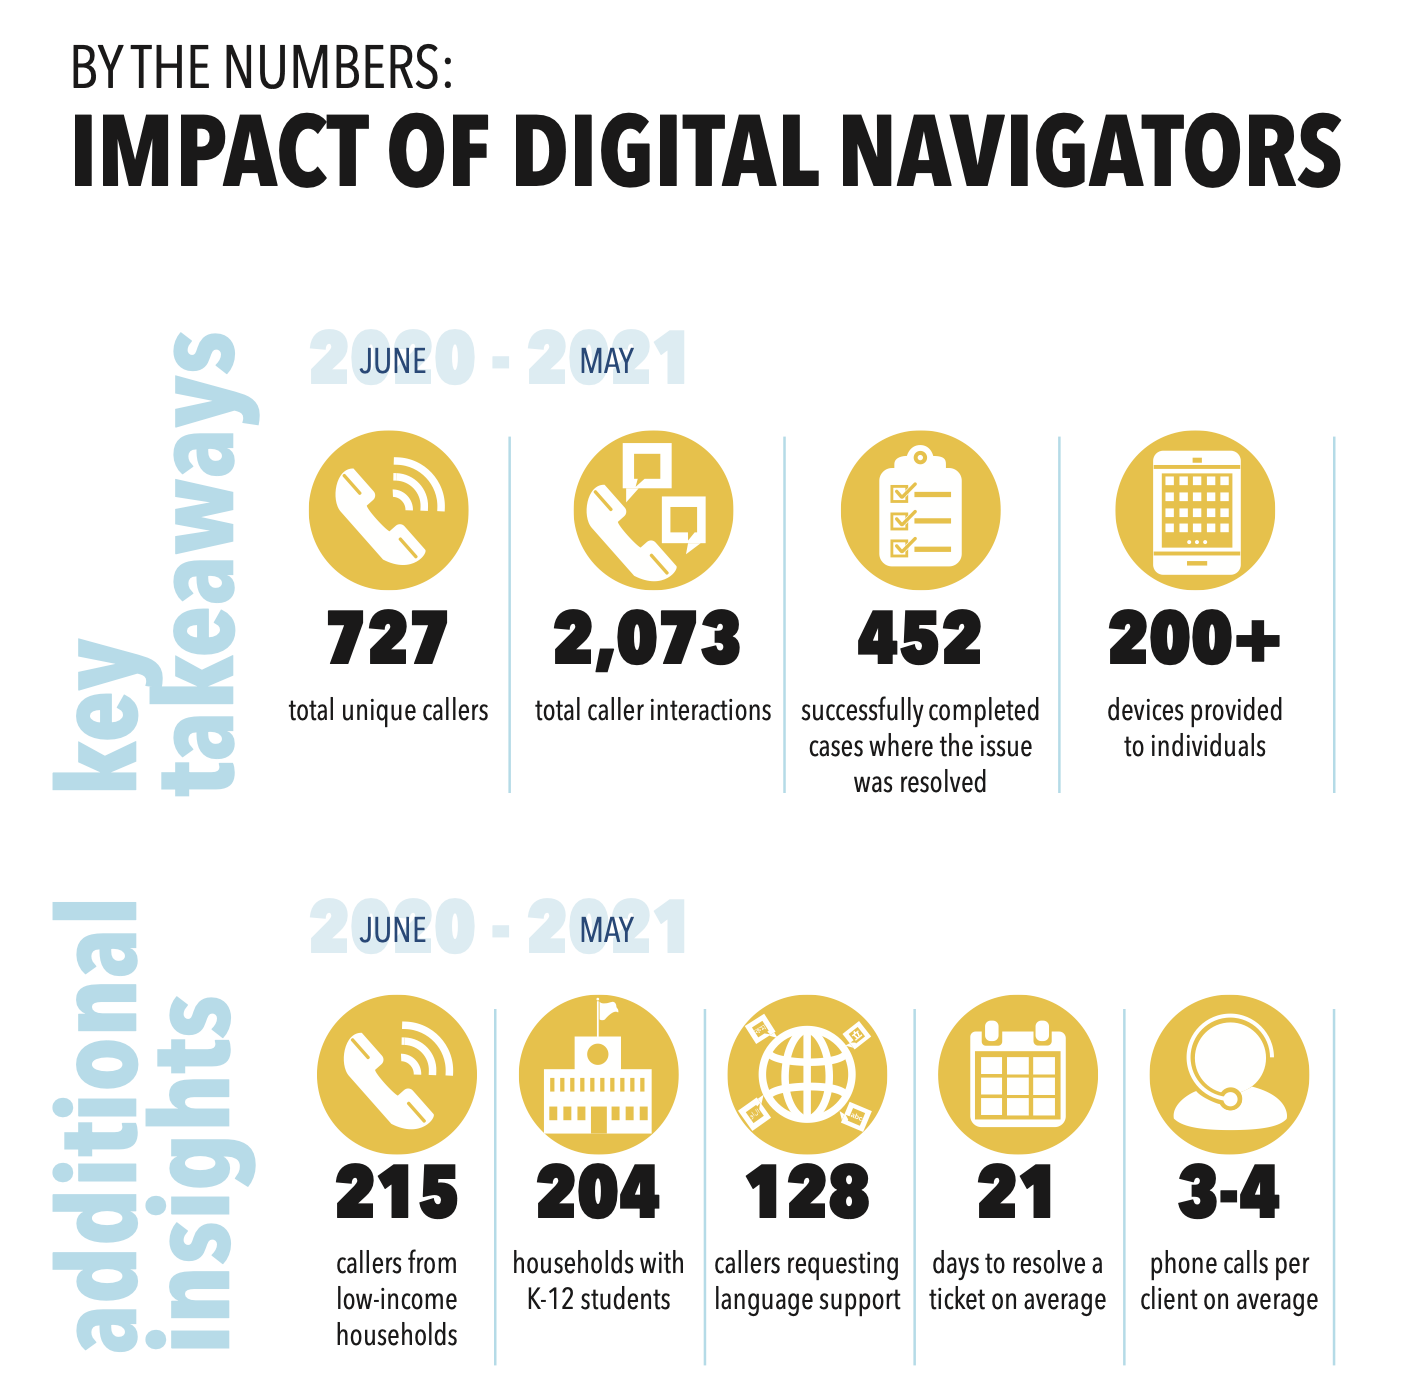 BY THE NUMBERS:
IMPACT OF DIGITAL NAVIGATORS
key
takeaways
2020 - 2021
JUNE MAY
727
total unique callers
2,073
total caller interactions
452
successfully completed
cases where the issue
was resolved
200+
devices provided
to individuals
additional
insights
2020 - 2021
JUNE MAY
215
callers from
low-income
households
204
households with
K-12 students
128
callers requesting
language support
21
days to resolve a
ticket on average
3-4
phone calls per
client on average
abc